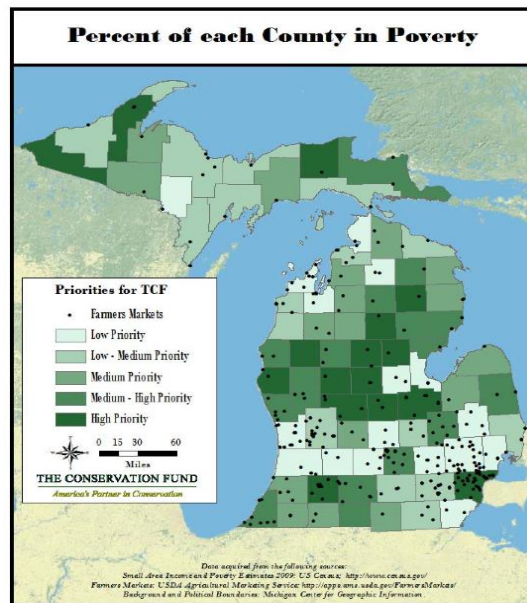 Percent of each County in Poverty
Priorities for TCF
Farmers Markets
Low Priority
Low - Medium Priority
Medium Priority
Medium - High Priority
High Priority
0 15 30 60
Miles
THE CONSERVATION FUND
America's Partner in Conservation
Data acquired from the following sources:
Small Area Income and Poverty Estimates 2009: US Census; http://www.census.gov/
Farmers Markets: USDA Agricultural Marketing Service: http://apps.ams.usda.gov/FarmersMarkets/
Background and Political Boundaries: Michigan Center for Geographic Information